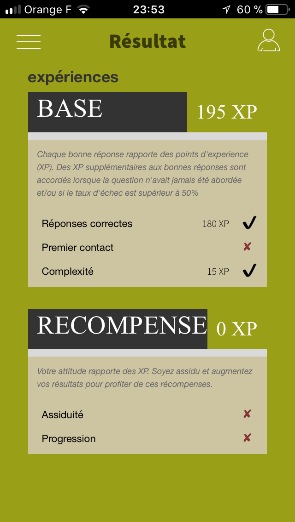 Orange F 23:53 60 %
Résultat
expériences
BASE 195 XP
Chaque bonne réponse rapporte des points d'experience
(XP). Des XP supplémentaires aux bonnes réponses sont
accordés lorsque la question n'avait jamais été abordée
et/ou si le taux d'échec est supérieur à 50%
Réponses correctes 180 XP ✔
Premier contact ✘
Complexité 15 XP ✔
RECOMPENSE 0 XP
Votre attitude rapporte des XP. Soyez assidu et augmentez
vos résultats pour profiter de ces récompenses.
Assiduité ✘
Progression ✘